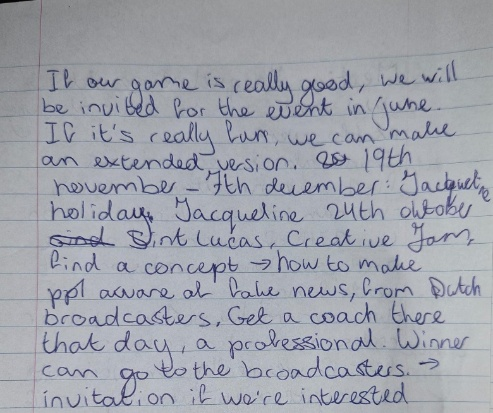 If our game is really good, we will
be invited for the event in june.
If it's really fun, we can make
an extended version. 19th
november - 7th december: Jacqueline
holiday, Jacqueline 24th oktober
Sint Lucas, Creative Jam,
find a concept → how to make
ppl aware of fake news, from Dutch
broadcasters, Get a coach there
that day, a professional. Winner
can go to the broadcasters. →
invitation if we're interested